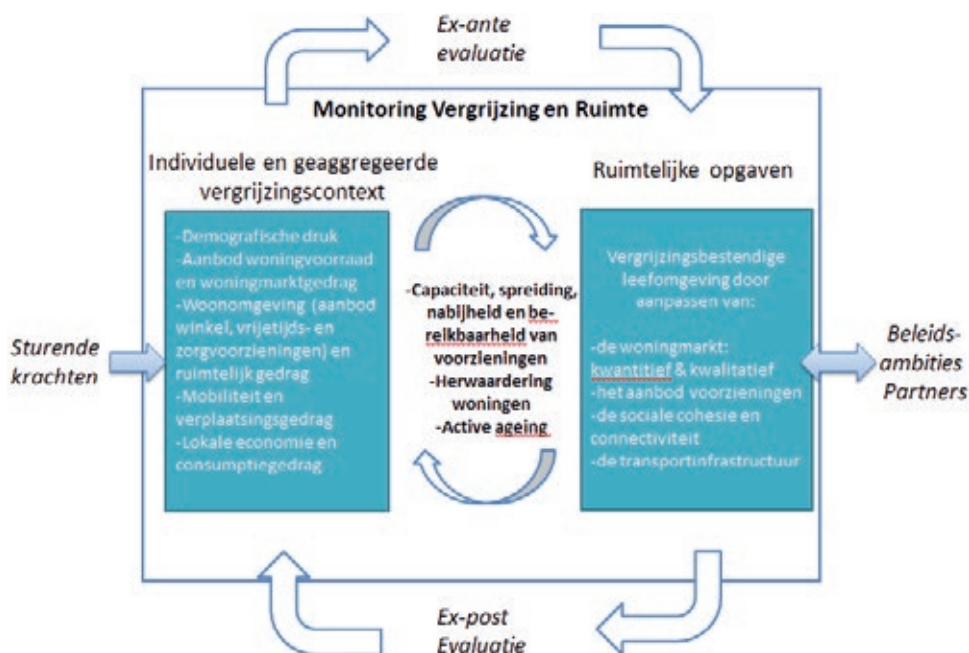 Ex-ante
evaluatie
Monitoring Vergrijzing en Ruimte
Individuele en geaggregeerde
vergrijzingscontext
-Demografische druk
-Aanbod woningvoorraad
en woningmarktgedrag
-Woonomgeving (aanbod
winkel, vrijetijds- en
zorgvoorzieningen) en
ruimtelijk gedrag
-Mobiliteit en
verplaatsingsgedrag
-Lokale economie en
consumptiegedrag
-Capaciteit, spreiding,
nabijheid en be-
reikbaarheid van
voorzieningen
-Herwaardering
woningen
-Active ageing
Ruimtelijke opgaven
Vergrijzingsbestendige
leefomgeving door
aanpassen van:
-de woningmarkt:
kwantitief & kwalitatief
-het aanbod voorzieningen
-de sociale cohesie en
connectiviteit
-de transportinfrastructuur
Sturende
krachten
Beleids-
ambities
Partners
Ex-post
Evaluatie